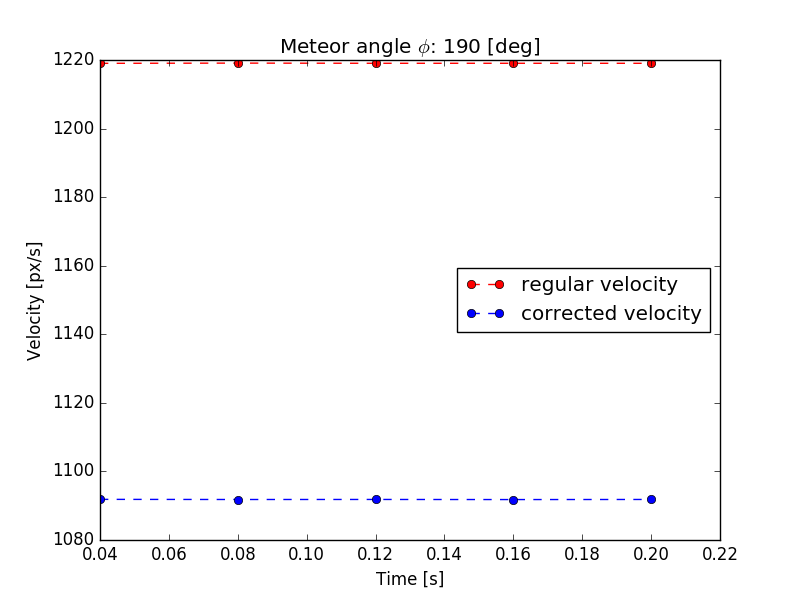 Meteor angle ϕ: 190 [deg]
1220
1200
1180
1160
1140
1120
1100
1080
Velocity [px/s]
regular velocity
corrected velocity
0.04 0.06 0.08 0.10 0.12 0.14 0.16 0.18 0.20 0.22
Time [s]